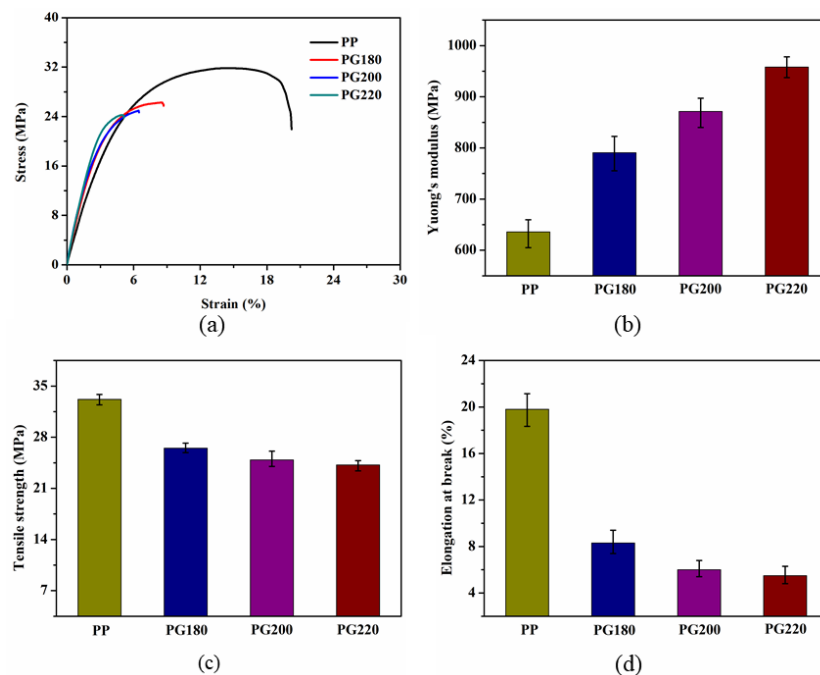 40
32
24
16
8
0
0
6
12
18
24
30
Stress (MPa)
Strain (%)
PP
PG180
PG200
PG220
(a)
1000
900
800
700
600
Yuong's modulus (MPa)
PP
PG180
PG200
PG220
(b)
35
28
21
14
7
Tensile strength (MPa)
PP
PG180
PG200
PG220
(c)
24
20
16
12
8
4
Elongation at break (%)
PP
PG180
PG200
PG220
(d)